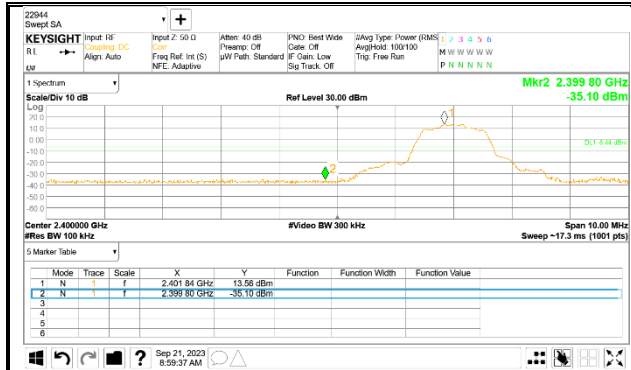 22944
Swept SA
+
KEYSIGHT
Input: RF
Coupling: DC
Align: Auto
Input Z: 50 Ω
Corr
Freq Ref: Int (S)
NFE: Adaptive
Atten: 40 dB
Preamp: Off
µW Path: Standard
PNO: Best Wide
Gate: Off
IF Gain: Low
Sig Track: Off
#Avg Type: Power (RMS
Avg|Hold: 100/100
Trig: Free Run
1 2 3 4 5 6
M W W W W W
P N N N N N
RL
1 Spectrum
Mkr2 2.399 80 GHz
Scale/Div 10 dB
Ref Level 30.00 dBm
-35.10 dBm
Log
20.0
10.0
0.00
-10.0
-20.0
-30.0
-40.0
-50.0
-60.0
1
2
Center 2.400000 GHz
#Video BW 300 kHz
Span 10.00 MHz
#Res BW 100 kHz
Sweep ~17.3 ms (1001 pts)
5 Marker Table
Mode Trace Scale X Y Function Function Width Function Value
1 N 1 f 2.401 84 GHz 13.56 dBm
2 N 1 f 2.399 80 GHz -35.10 dBm
3
4
5
6
?
Sep 21, 2023
8:59:37 AM